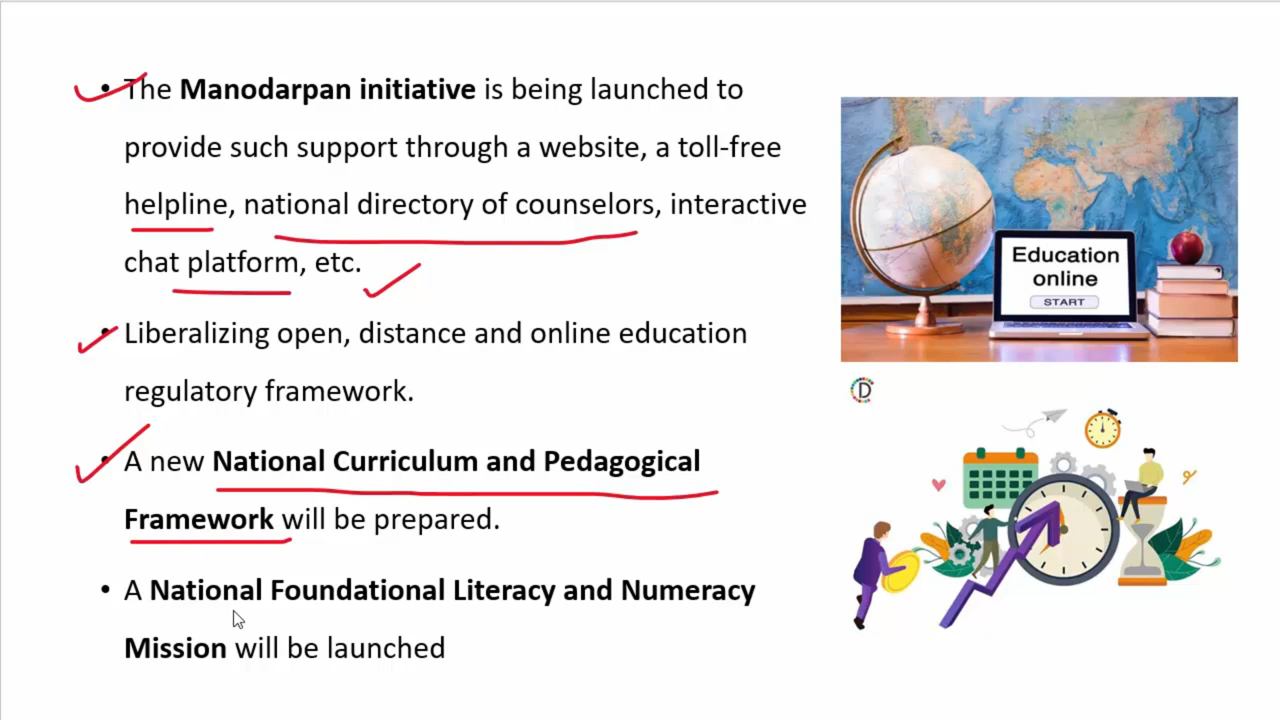 • The Manodarpan initiative is being launched to
provide such support through a website, a toll-free
helpline, national directory of counselors, interactive
chat platform, etc.
• Liberalizing open, distance and online education
regulatory framework.
• A new National Curriculum and Pedagogical
Framework will be prepared.
• A National Foundational Literacy and Numeracy
Mission will be launched
Education
online
START
D